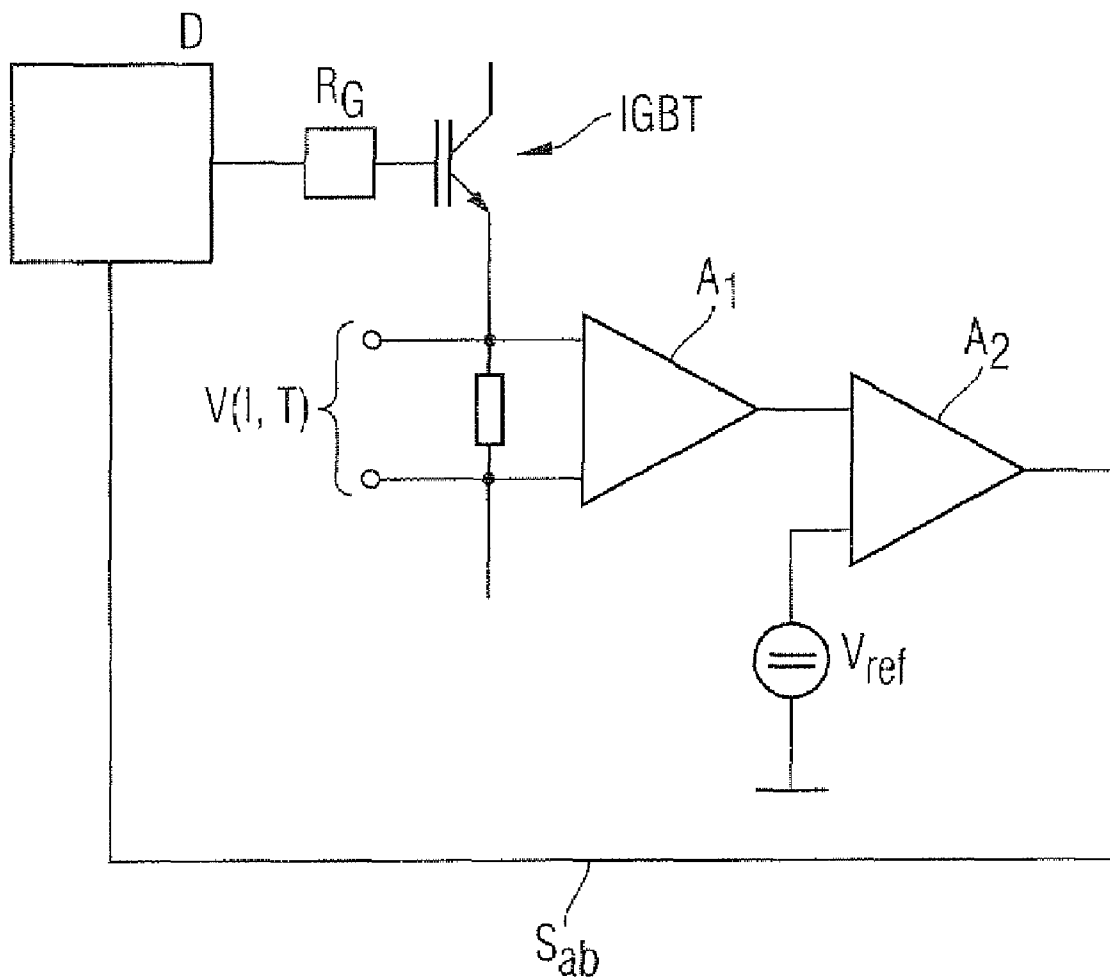 D
R_G
IGBT
A_1
A_2
V(I, T)
V_ref
S_ab